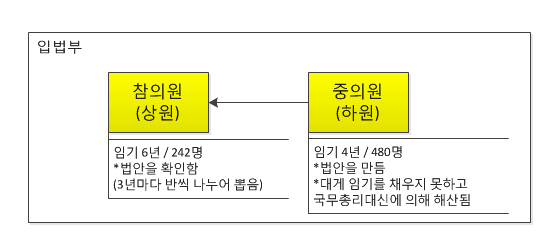 입법부
참의원
(상원)
중의원
(하원)
임기 6년 / 242명
*법안을 확인함
(3년마다 반씩 나누어 뽑음)
임기 4년 / 480명
*법안을 만듬
*대게 임기를 채우지 못하고
국무총리대신에 의해 해산됨